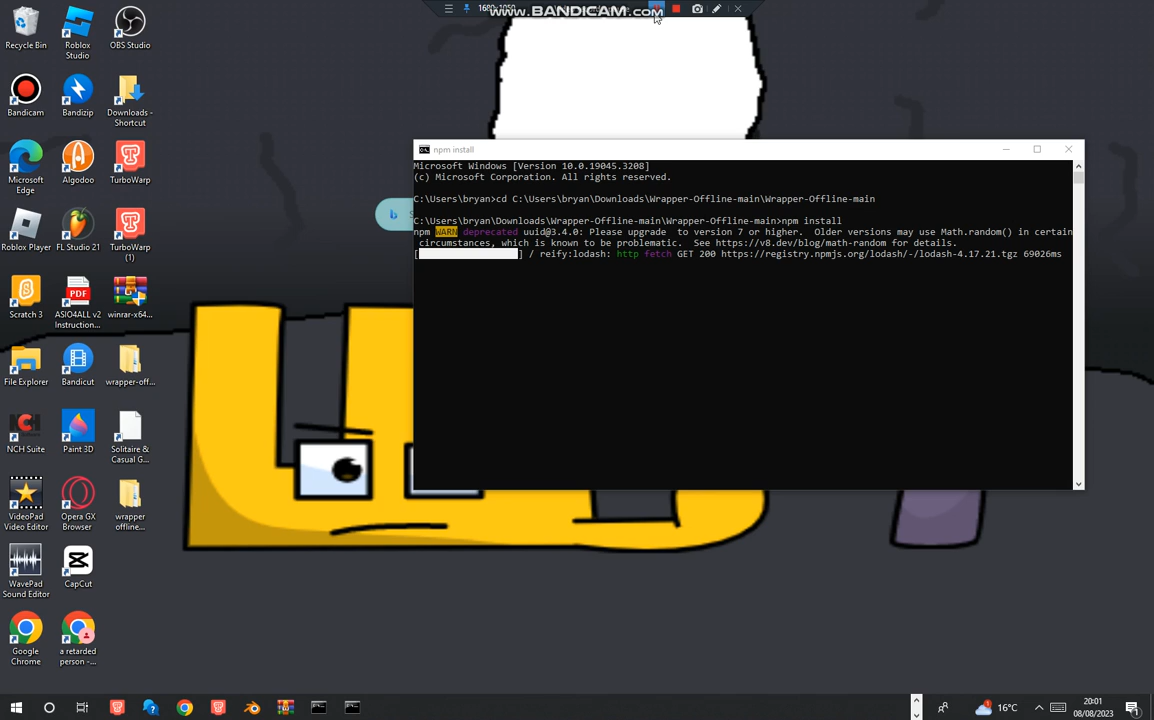 1680x1050
www.BANDICAM.com
Recycle Bin
Roblox Studio
OBS Studio
Bandicam
Bandizip
Downloads - Shortcut
Microsoft Edge
Algodoo
TurboWarp
Roblox Player
FL Studio 21
TurboWarp (1)
Scratch 3
ASIO4ALL v2 Instruction...
winrar-x64...
File Explorer
Bandicut
wrapper-off...
NCH Suite
Paint 3D
Solitaire & Casual G...
VideoPad Video Editor
Opera GX Browser
wrapper offline...
WavePad Sound Editor
CapCut
Google Chrome
a retarded person -...
npm install
Microsoft Windows [Version 10.0.19045.3208]
(c) Microsoft Corporation. All rights reserved.
C:\Users\bryan>cd C:\Users\bryan\Downloads\Wrapper-Offline-main\Wrapper-Offline-main
C:\Users\bryan\Downloads\Wrapper-Offline-main\Wrapper-Offline-main>npm install
npm WARN deprecated uuid@3.4.0: Please upgrade  to version 7 or higher.  Older versions may use Math.random() in certain
circumstances, which is known to be problematic.  See https://v8.dev/blog/math-random for details.
[ ] / reify:lodash: http fetch GET 200 https://registry.npmjs.org/lodash/-/lodash-4.17.21.tgz 69026ms
16°C
20:01
08/08/2023